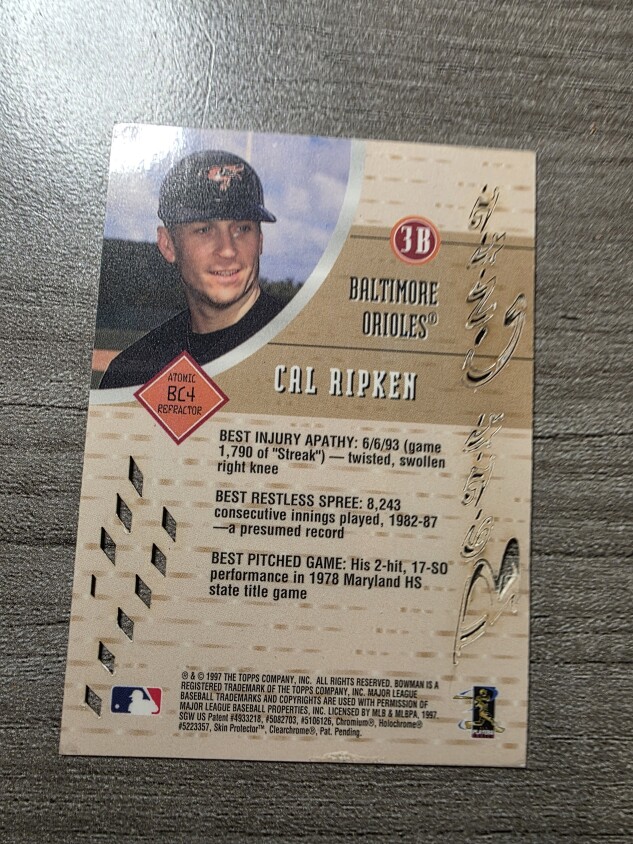 3B
BALTIMORE
ORIOLES®
CAL RIPKEN
ATOMIC
BC4
REFRACTOR
BEST INJURY APATHY: 6/6/93 (game
1,790 of "Streak") — twisted, swollen
right knee
BEST RESTLESS SPREE: 8,243
consecutive innings played, 1982-87
—a presumed record
BEST PITCHED GAME: His 2-hit, 17-SO
performance in 1978 Maryland HS
state title game
® & © 1997 THE TOPPS COMPANY, INC. ALL RIGHTS RESERVED. BOWMAN IS A
REGISTERED TRADEMARK OF THE TOPPS COMPANY, INC. MAJOR LEAGUE
BASEBALL TRADEMARKS AND COPYRIGHTS ARE USED WITH PERMISSION OF
MAJOR LEAGUE BASEBALL PROPERTIES, INC. LICENSED BY MLB & MLBPA, 1997.
SGW US Patent #4933218, #5082703, #5106126, Chromium®, Holochrome®
#5223357, Skin Protector™, Clearchrome®, Pat. Pending.
PLAYERS